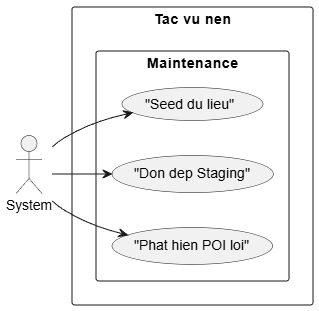 Tac vu nen
Maintenance
"Seed du lieu"
"Don dep Staging"
System
"Phat hien POI loi"